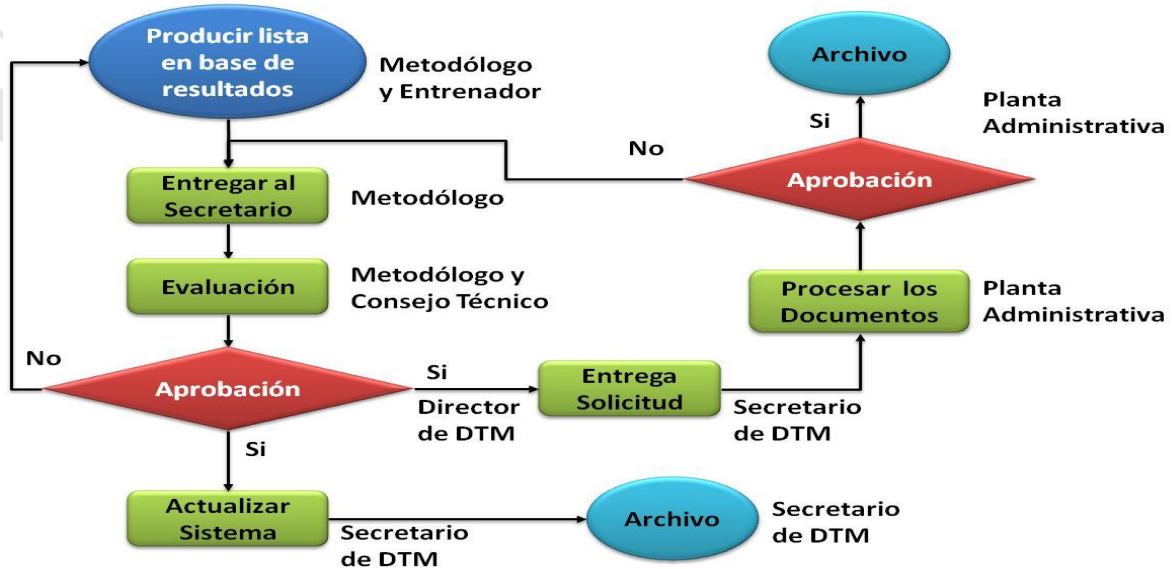 Producir lista
en base de
resultados
Metodólogo
y Entrenador
Archivo
Planta
Administrativa
Si
No
Aprobación
Entregar al
Secretario
Metodólogo
Evaluación
Metodólogo y
Consejo Técnico
Procesar los
Documentos
Planta
Administrativa
No
Aprobación
Si
Director
de DTM
Entrega
Solicitud
Secretario
de DTM
Si
Actualizar
Sistema
Secretario
de DTM
Archivo
Secretario
de DTM